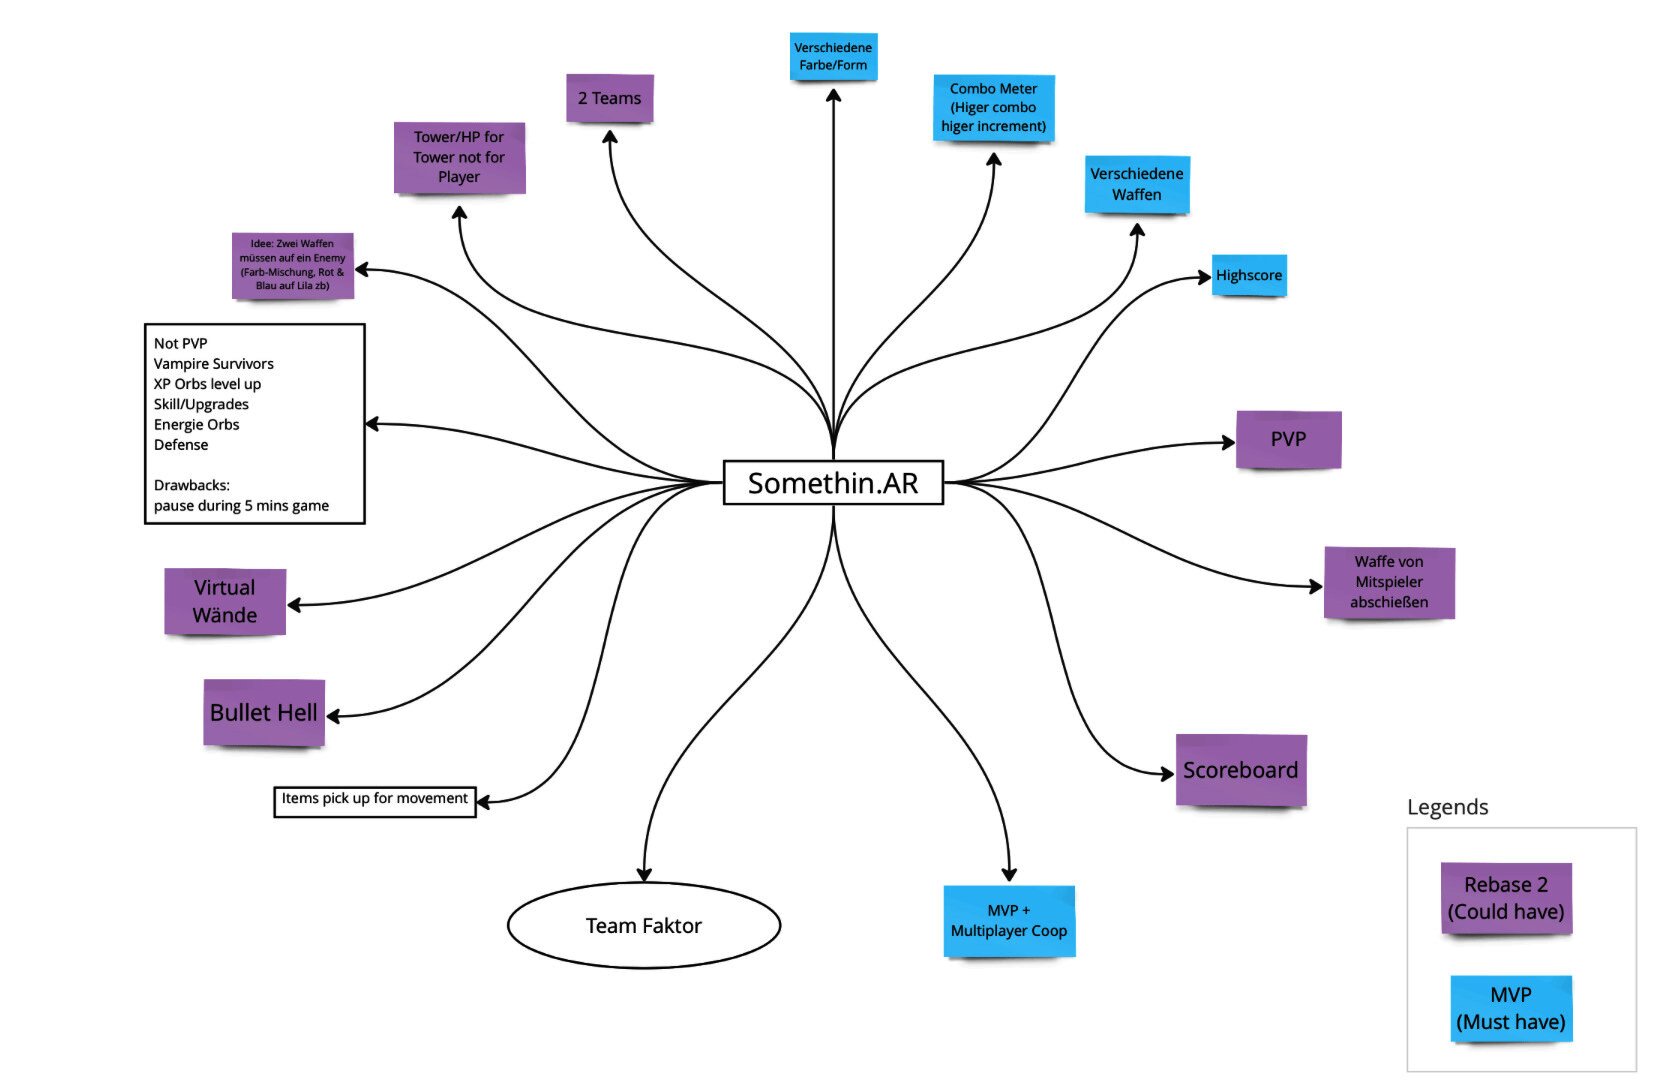 Verschiedene
Farbe/Form
2 Teams
Combo Meter
(Higer combo
higer increment)
Tower/HP for
Tower not for
Player
Verschiedene
Waffen
Idee: Zwei Waffen
müssen auf ein Enemy
(Farb-Mischung, Rot &
Blau auf Lila zb)
Highscore
Not PVP
Vampire Survivors
XP Orbs level up
Skill/Upgrades
Energie Orbs
Defense
Drawbacks:
pause during 5 mins game
PVP
Somethin.AR
Virtual
Wände
Waffe von
Mitspieler
abschießen
Bullet Hell
Scoreboard
Items pick up for movement
Team Faktor
MVP +
Multiplayer Coop
Legends
Rebase 2
(Could have)
MVP
(Must have)